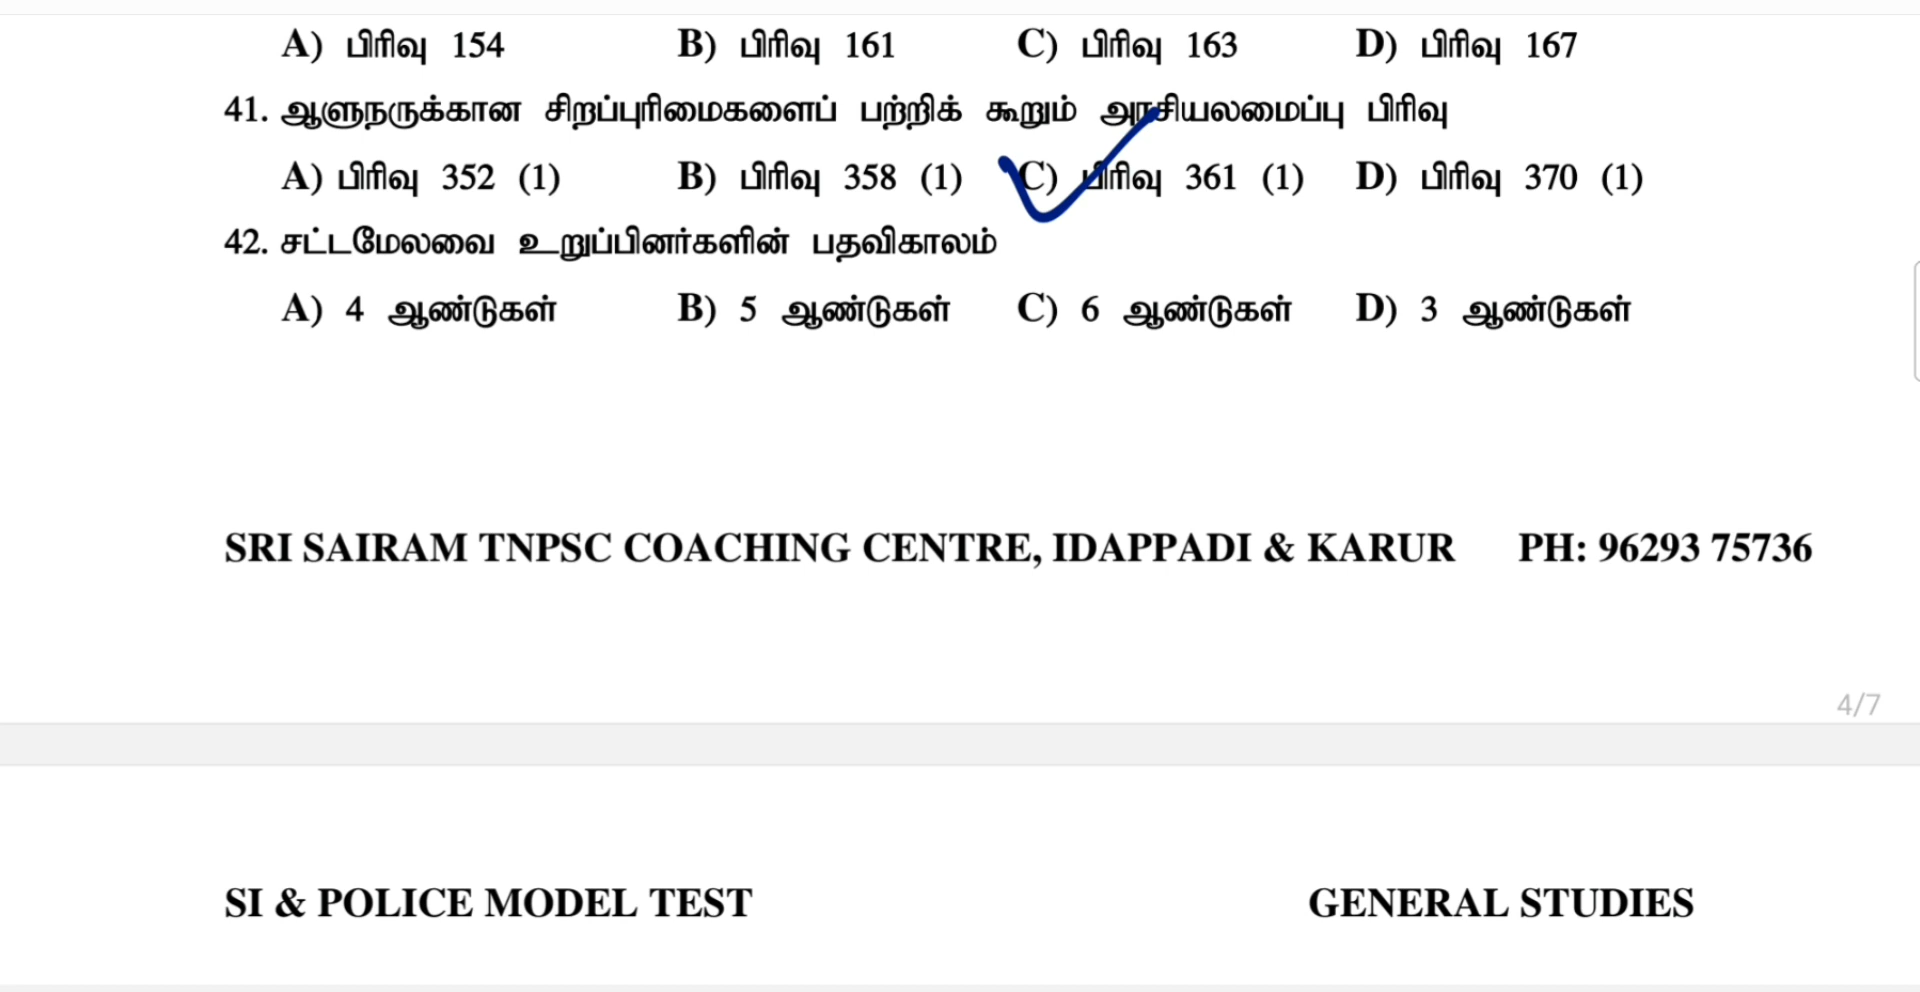 A) பிரிவு 154 B) பிரிவு 161 C) பிரிவு 163 D) பிரிவு 167
41. ஆளுநருக்கான சிறப்புரிமைகளைப் பற்றிக் கூறும் அரசியலமைப்பு பிரிவு
A) பிரிவு 352 (1) B) பிரிவு 358 (1) C) பிரிவு 361 (1) D) பிரிவு 370 (1)
42. சட்டமேலவை உறுப்பினர்களின் பதவிகாலம்
A) 4 ஆண்டுகள் B) 5 ஆண்டுகள் C) 6 ஆண்டுகள் D) 3 ஆண்டுகள்
SRI SAIRAM TNPSC COACHING CENTRE, IDAPPADI & KARUR PH: 96293 75736
4/7
SI & POLICE MODEL TEST GENERAL STUDIES